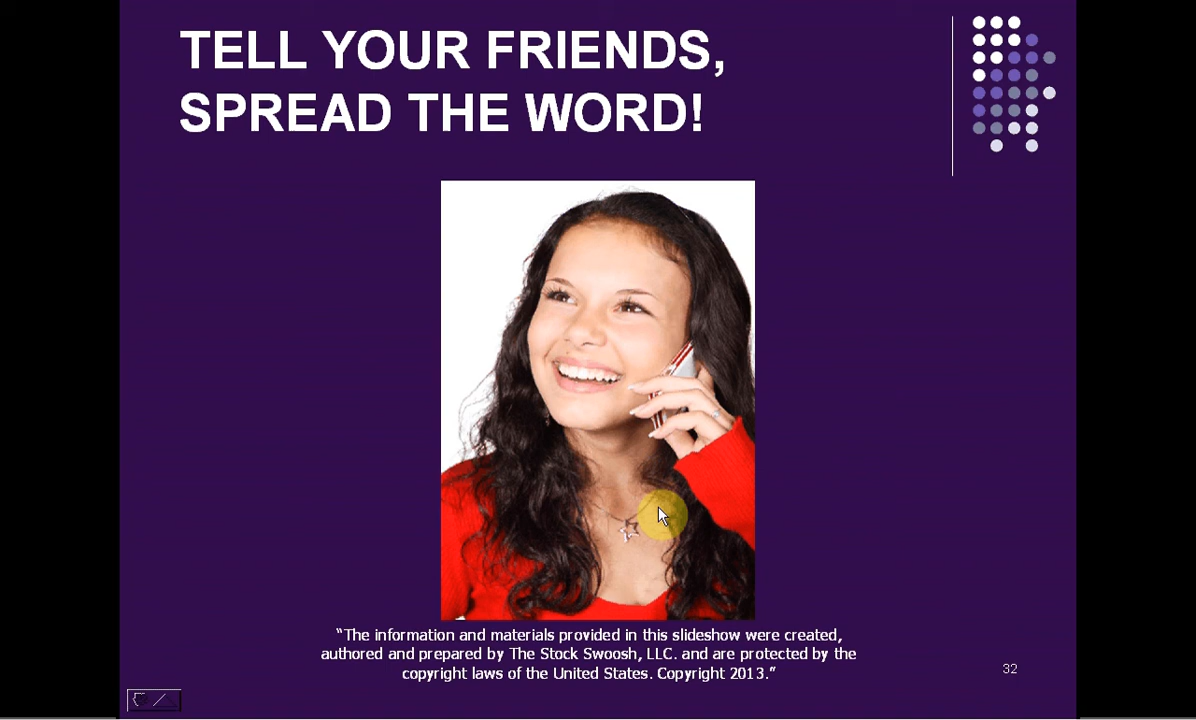 TELL YOUR FRIENDS,
SPREAD THE WORD!
“The information and materials provided in this slideshow were created,
authored and prepared by The Stock Swoosh, LLC. and are protected by the
copyright laws of the United States. Copyright 2013.”
32